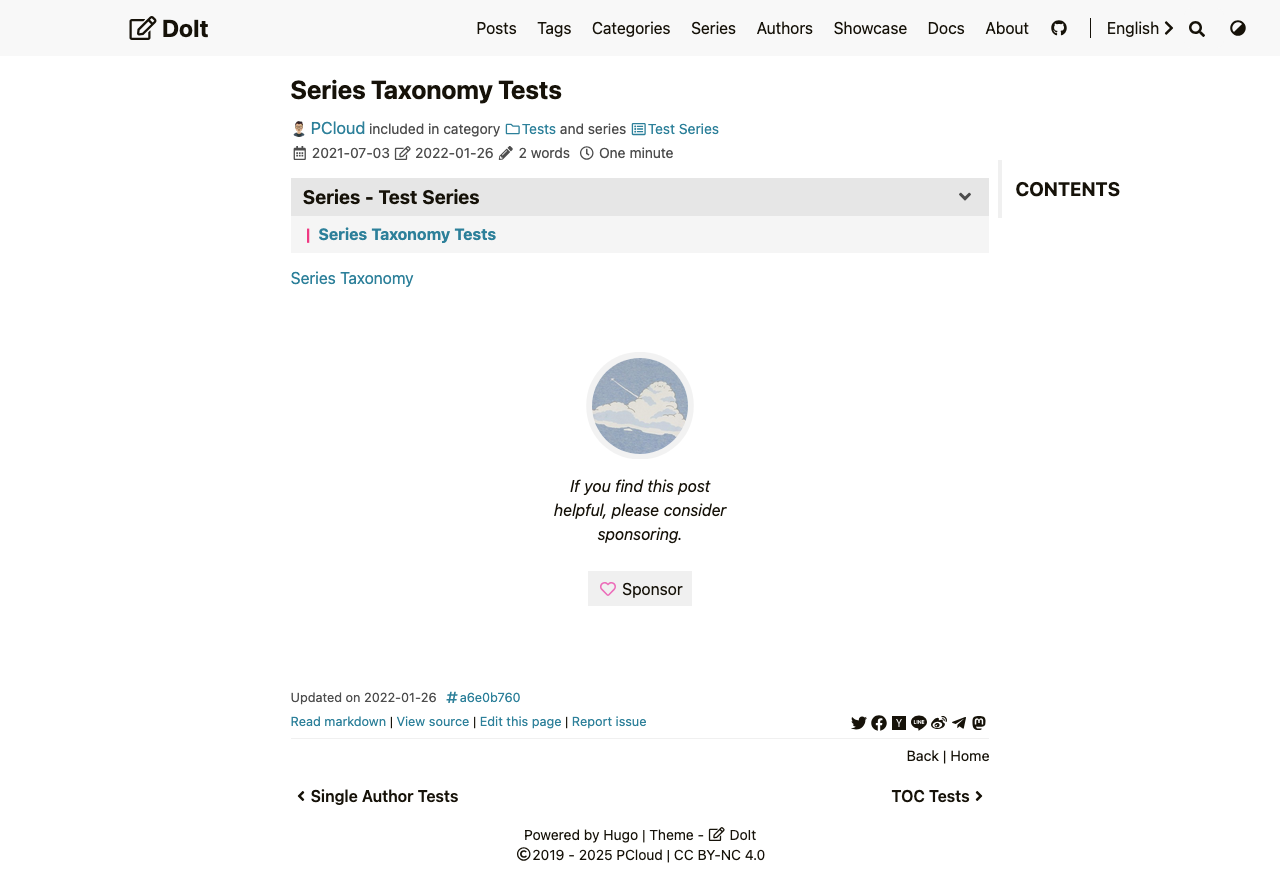 DoIt
Posts Tags Categories Series Authors Showcase Docs About English
Series Taxonomy Tests
PCloud included in category Tests and series Test Series
2021-07-03 2022-01-26 2 words One minute
Series - Test Series
CONTENTS
Series Taxonomy Tests
Series Taxonomy
If you find this post
helpful, please consider
sponsoring.
Sponsor
Updated on 2022-01-26 #a6e0b760
Read markdown | View source | Edit this page | Report issue
Back | Home
Single Author Tests
TOC Tests
Powered by Hugo | Theme - DoIt
©2019 - 2025 PCloud | CC BY-NC 4.0